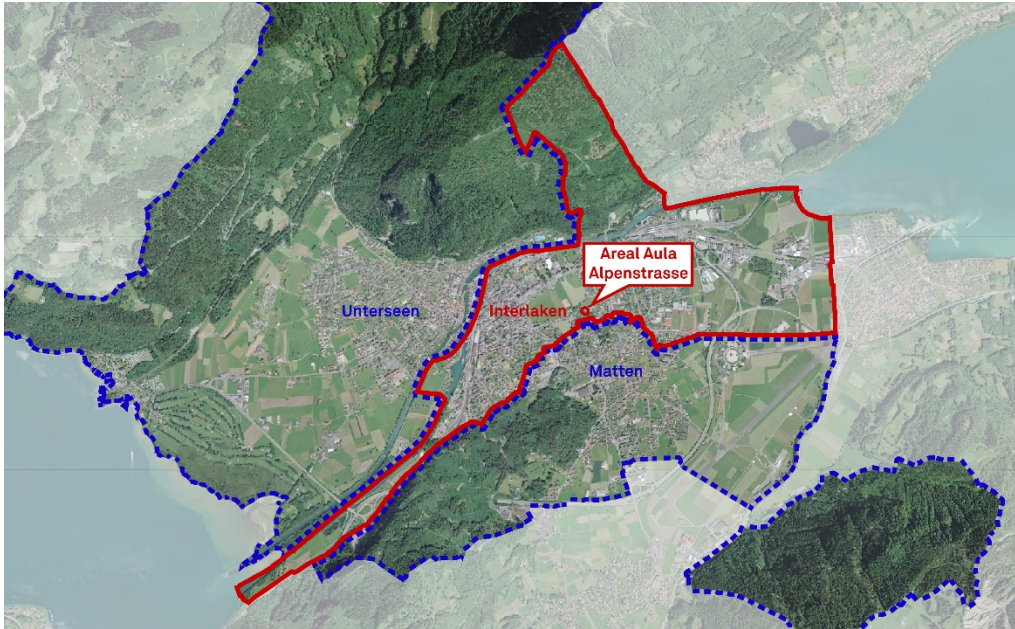 Areal Aula
Alpenstrasse
Unterseen
Interlaken
Matten